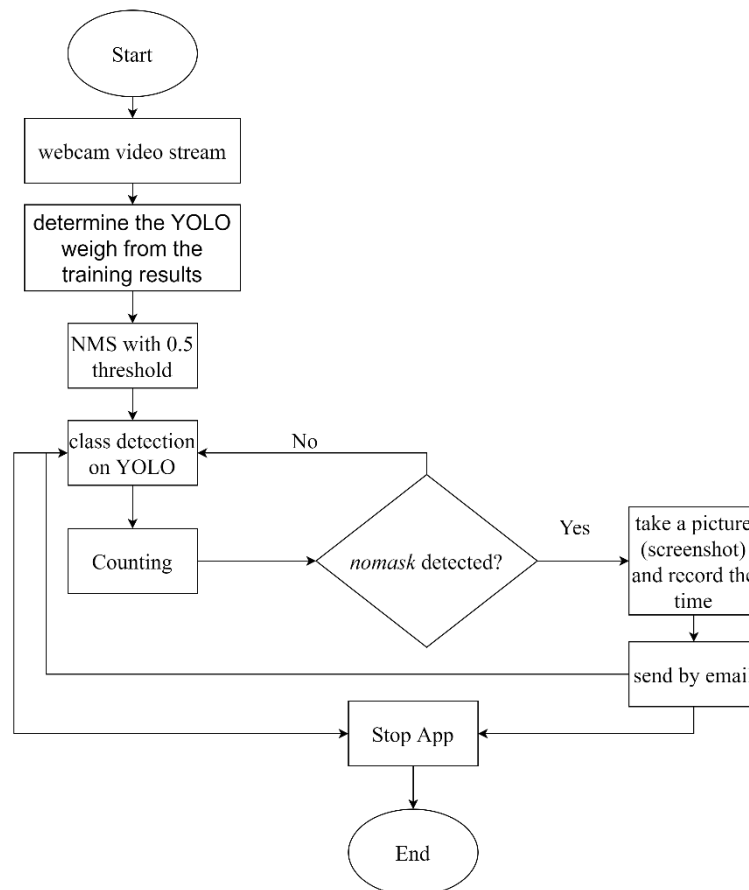 Start
webcam video stream
determine the YOLO
weigh from the
training results
NMS with 0.5
threshold
class detection
on YOLO
No
Counting
nomask detected?
Yes
take a picture
(screenshot)
and record the
time
send by email
Stop App
End